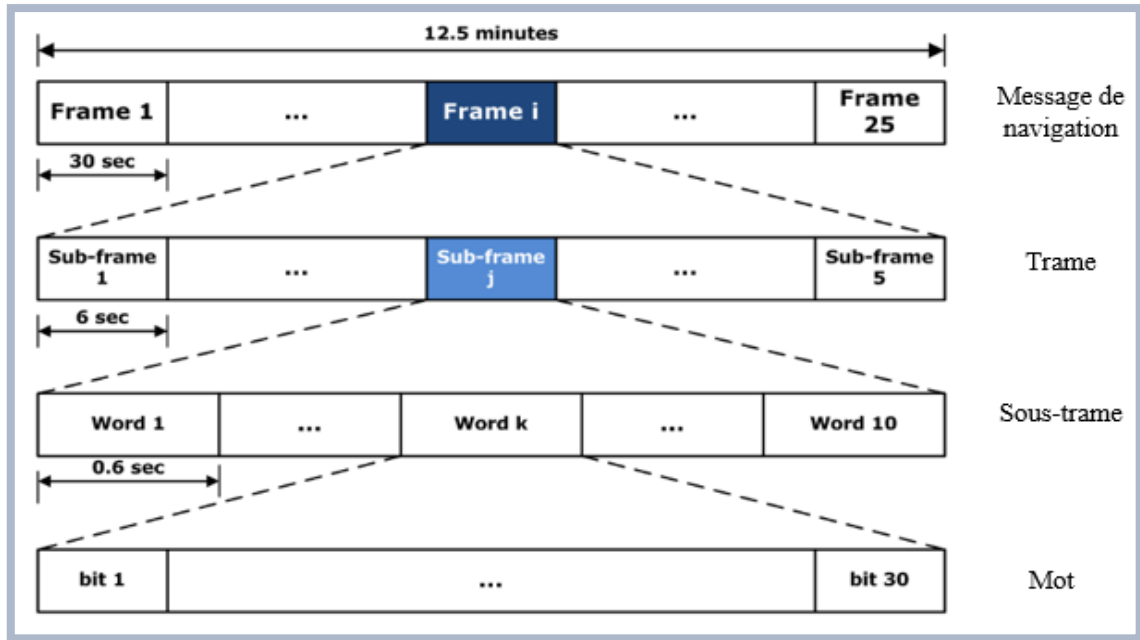 12.5 minutes
Frame 1
...
Frame i
...
Frame
25
Message de
navigation
30 sec
Sub-frame
1
...
Sub-frame
j
...
Sub-frame
5
Trame
6 sec
Word 1
...
Word k
...
Word 10
Sous-trame
0.6 sec
bit 1
...
bit 30
Mot